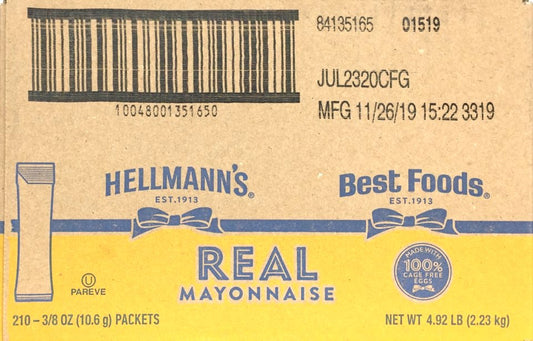 84135165 01519
JUL2320CFG
10048001351650
MFG 11/26/19 15:22 3319
HELLMANN'S®
EST.1913
Best Foods®
EST.1913
REAL
MAYONNAISE
U
PAREVE
MADE WITH
100%
CAGE FREE
EGGS
210 – 3/8 OZ (10.6 g) PACKETS
NET WT 4.92 LB (2.23 kg)